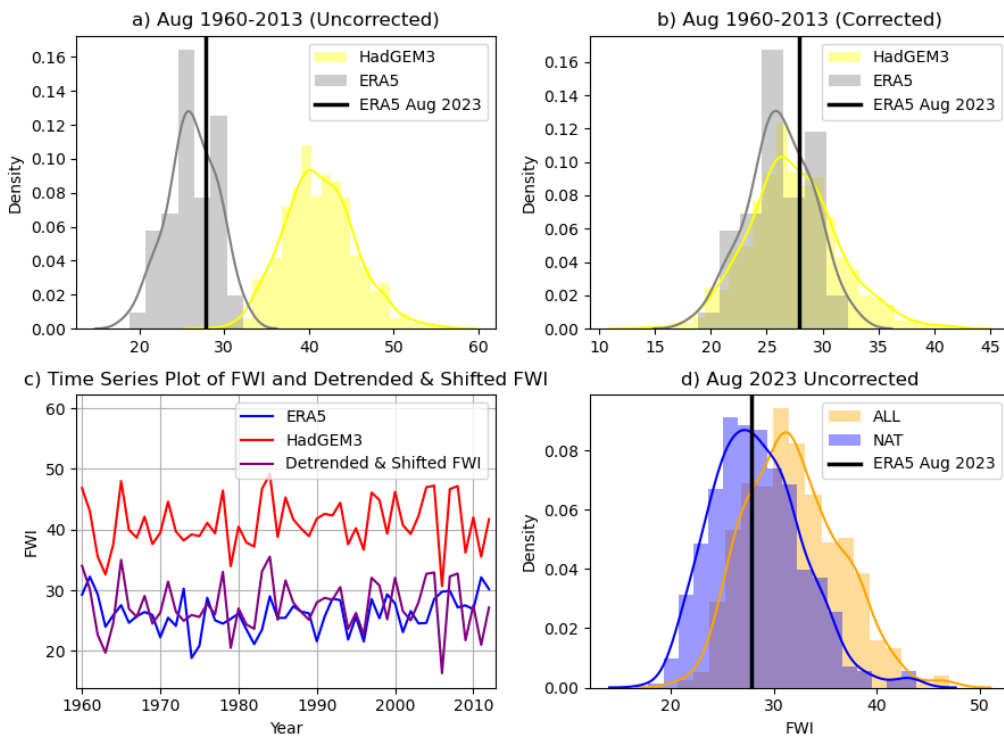 a) Aug 1960-2013 (Uncorrected)
HadGEM3
ERA5
ERA5 Aug 2023
Density
0.16
0.14
0.12
0.10
0.08
0.06
0.04
0.02
0.00
20
30
40
50
60
b) Aug 1960-2013 (Corrected)
HadGEM3
ERA5
ERA5 Aug 2023
Density
0.16
0.14
0.12
0.10
0.08
0.06
0.04
0.02
0.00
10
15
20
25
30
35
40
45
c) Time Series Plot of FWI and Detrended & Shifted FWI
ERA5
HadGEM3
Detrended & Shifted FWI
FWI
60
50
40
30
20
1960
1970
1980
1990
2000
2010
Year
d) Aug 2023 Uncorrected
ALL
NAT
ERA5 Aug 2023
Density
0.08
0.06
0.04
0.02
0.00
20
30
40
50
FWI